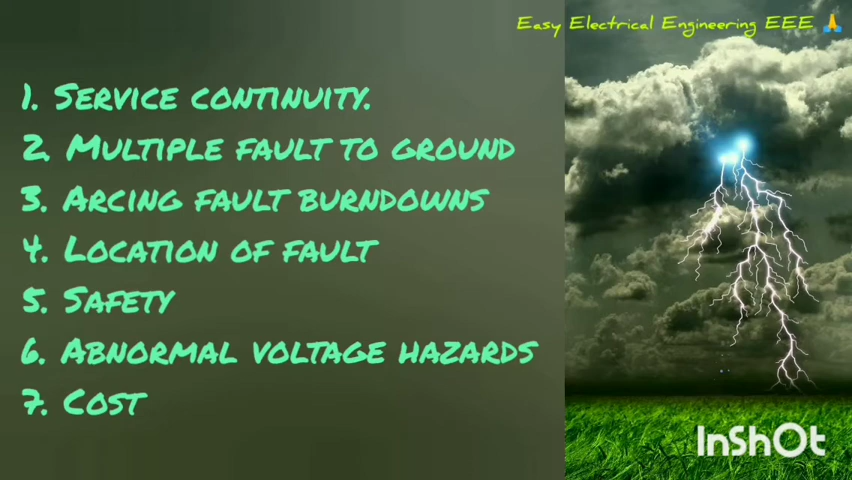 Easy Electrical Engineering EEE 🙏
1. Service continuity.
2. Multiple fault to ground
3. Arcing fault burndowns
4. Location of fault
5. Safety
6. Abnormal voltage hazards
7. Cost
InShOt